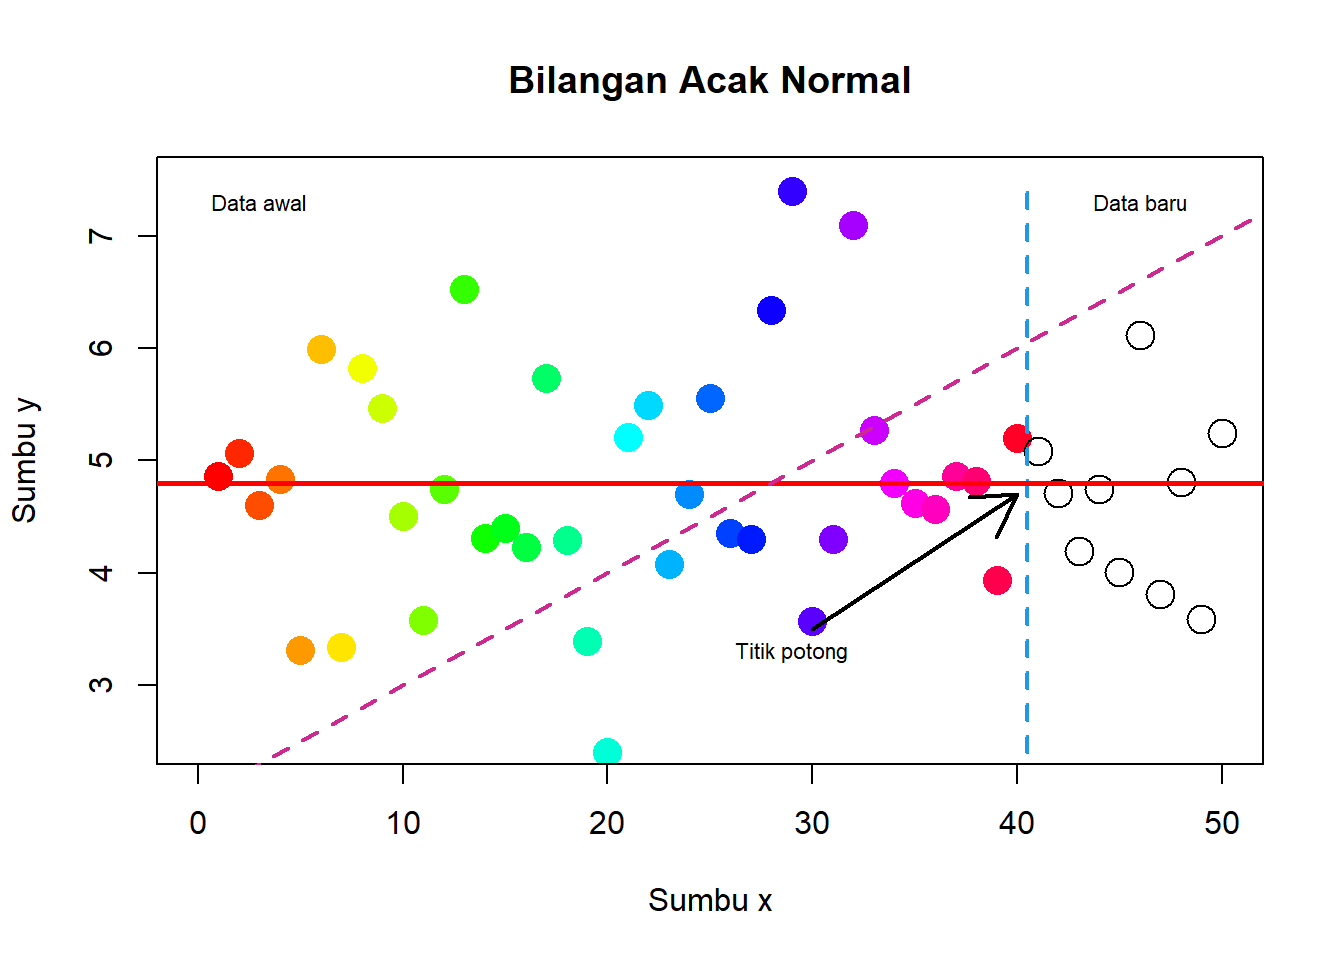 Bilangan Acak Normal
Data awal
Data baru
Titik potong
Sumbu y
7
6
5
4
3
0 10 20 30 40 50
Sumbu x